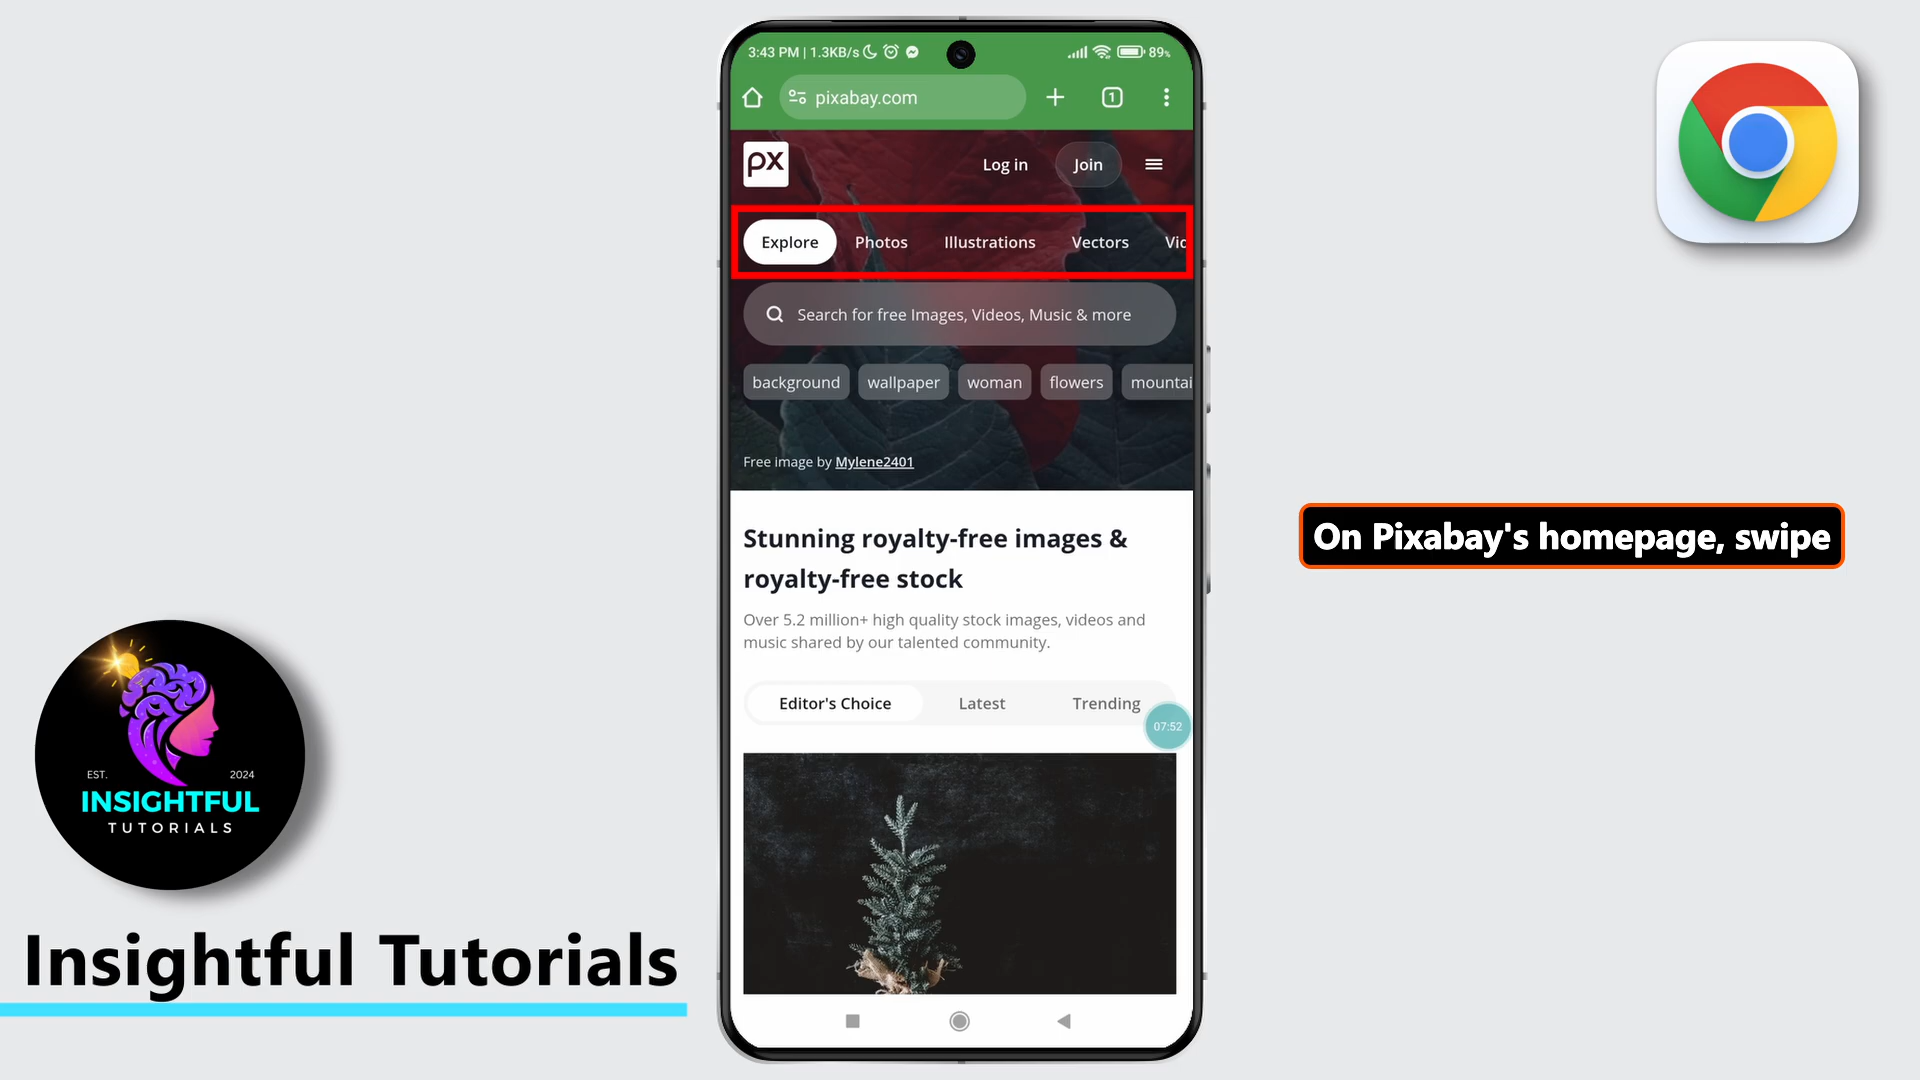 3:43 PM | 1.3KB/s
89%
pixabay.com
1
px
Log in
Join
Explore
Photos
Illustrations
Vectors
Vic
Search for free Images, Videos, Music & more
background
wallpaper
woman
flowers
mountai
Free image by Mylene2401
Stunning royalty-free images &
royalty-free stock
Over 5.2 million+ high quality stock images, videos and
music shared by our talented community.
Editor's Choice
Latest
Trending
07:52
On Pixabay's homepage, swipe
EST.
2024
INSIGHTFUL
TUTORIALS
Insightful Tutorials